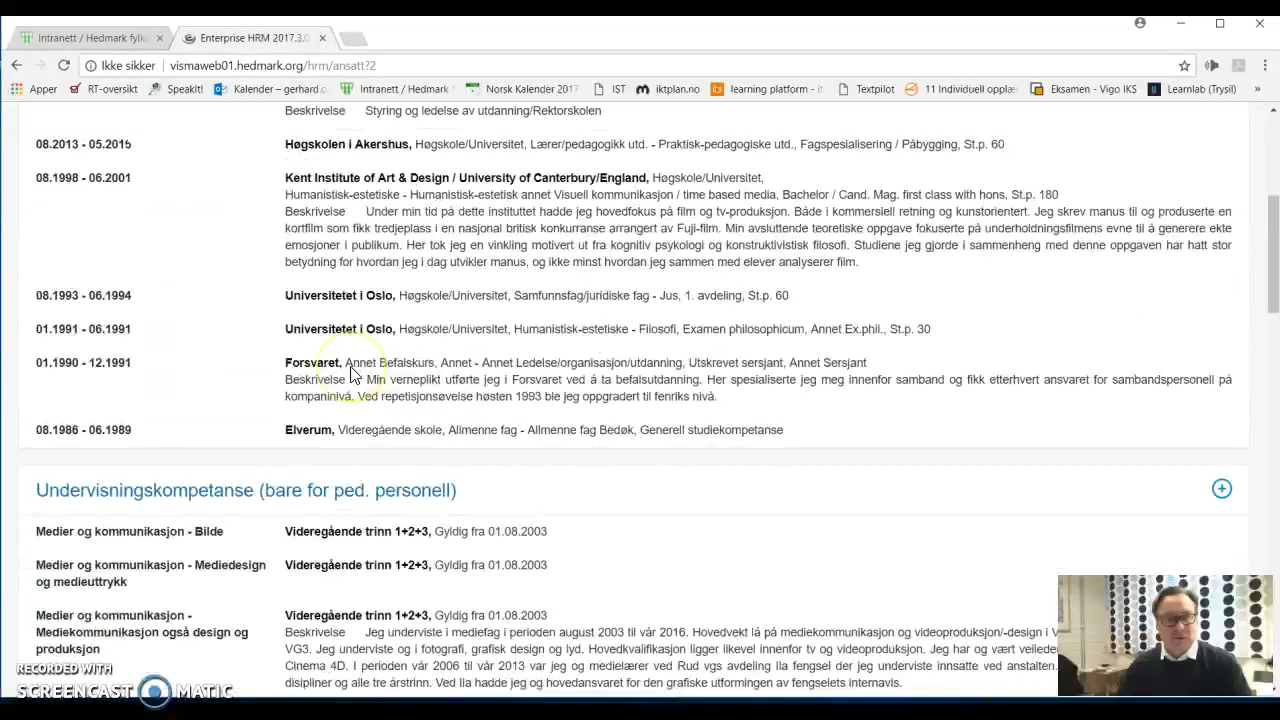 Intranett / Hedmark fylk
Enterprise HRM 2017.3.0
Ikke sikker
vismaweb01.hedmark.org/hrm/ansatt?2
Apper RT-oversikt SpeakIt! Kalender – gerhard.o Intranett / Hedmark Norsk Kalender 2017 IST iktplan.no its learning platform - it Textpilot 11 Individuell opplæ Eksamen - Vigo IKS Learnlab (Trysil) »
Beskrivelse Styring og ledelse av utdanning/Rektorskolen
08.2013 - 05.2015 Høgskolen i Akershus, Høgskole/Universitet, Lærer/pedagogikk utd. - Praktisk-pedagogiske utd., Fagspesialisering / Påbygging, St.p. 60
08.1998 - 06.2001 Kent Institute of Art & Design / University of Canterbury/England, Høgskole/Universitet,
Humanistisk-estetiske - Humanistisk-estetisk annet Visuell kommunikasjon / time based media, Bachelor / Cand. Mag. first class with hons, St.p. 180
Beskrivelse Under min tid på dette instituttet hadde jeg hovedfokus på film og tv-produksjon. Både i kommersiell retning og kunstorientert. Jeg skrev manus til og produserte en
kortfilm som fikk tredjeplass i en nasjonal britisk konkurranse arrangert av Fuji-film. Min avsluttende teoretiske oppgave fokuserte på underholdningsfilmens evne til å generere ekte
emosjoner i publikum. Her tok jeg en vinkling motivert ut fra kognitiv psykologi og konstruktivistisk filosofi. Studiene jeg gjorde i sammenheng med denne oppgaven har hatt stor
betydning for hvordan jeg i dag utvikler manus, og ikke minst hvordan jeg sammen med elever analyserer film.
08.1993 - 06.1994 Universitetet i Oslo, Høgskole/Universitet, Samfunnsfag/juridiske fag - Jus, 1. avdeling, St.p. 60
01.1991 - 06.1991 Universitetet i Oslo, Høgskole/Universitet, Humanistisk-estetiske - Filosofi, Examen philosophicum, Annet Ex.phil., St.p. 30
01.1990 - 12.1991 Forsvaret, Annet Befalskurs, Annet - Annet Ledelse/organisasjon/utdanning, Utskrevet sersjant, Annet Sersjant
Beskrivelse Min verneplikt utførte jeg i Forsvaret ved å ta befalsutdanning. Her spesialiserte jeg meg innenfor samband og fikk etterhvert ansvaret for sambandspersonell på
kompaninivå. Ved repetisjonsøvelse høsten 1993 ble jeg oppgradert til fenriks nivå.
08.1986 - 06.1989 Elverum, Videregående skole, Allmenne fag - Allmenne fag Bedøk, Generell studiekompetanse
Undervisningskompetanse (bare for ped. personell)
Medier og kommunikasjon - Bilde Videregående trinn 1+2+3, Gyldig fra 01.08.2003
Medier og kommunikasjon - Mediedesign Videregående trinn 1+2+3, Gyldig fra 01.08.2003
og medieuttrykk
Medier og kommunikasjon - Videregående trinn 1+2+3, Gyldig fra 01.08.2003
Mediekommunikasjon også design og Beskrivelse Jeg underviste i mediefag i perioden august 2003 til vår 2016. Hovedvekt lå på mediekommunikasjon og videoproduksjon/-design i V
produksjon VG3. Jeg underviste og i fotografi, grafisk design og lyd. Hovedkvalifikasjon ligger likevel innenfor tv og videoproduksjon. Jeg har og vært veilede
Cinema 4D. I perioden vår 2006 til vår 2013 var jeg og medielærer ved Rud vgs avdeling Ila fengsel der jeg underviste innsatte ved anstalten.
disipliner og alle tre årstrinn. Ved Ila hadde jeg og hovedansvaret for den grafiske utformingen av fengselets internavis.
RECORDED WITH
SCREENCAST MATIC